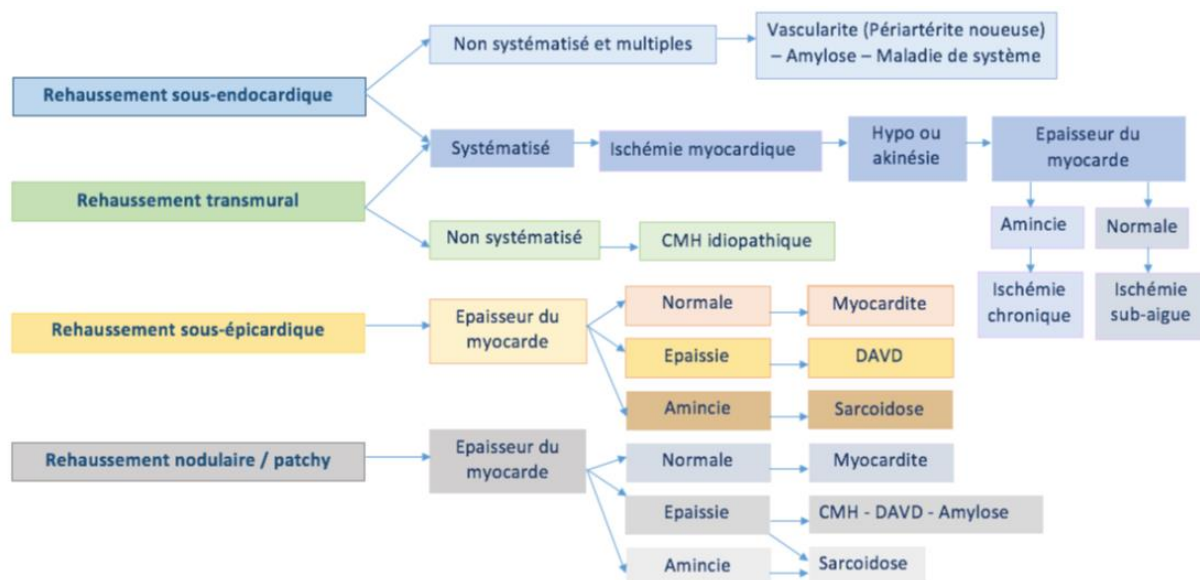 Rehaussement sous-endocardique
Non systématisé et multiples
Vascularite (Périartérite noueuse)
– Amylose – Maladie de système
Rehaussement transmural
Systématisé
Ischémie myocardique
Hypo ou
akinésie
Epaisseur du
myocarde
Non systématisé
CMH idiopathique
Amincie
Normale
Ischémie
chronique
Ischémie
sub-aigue
Rehaussement sous-épicardique
Epaisseur du
myocarde
Normale
Myocardite
Epaissie
DAVD
Amincie
Sarcoidose
Rehaussement nodulaire / patchy
Epaisseur du
myocarde
Normale
Myocardite
Epaissie
CMH - DAVD - Amylose
Amincie
Sarcoidose